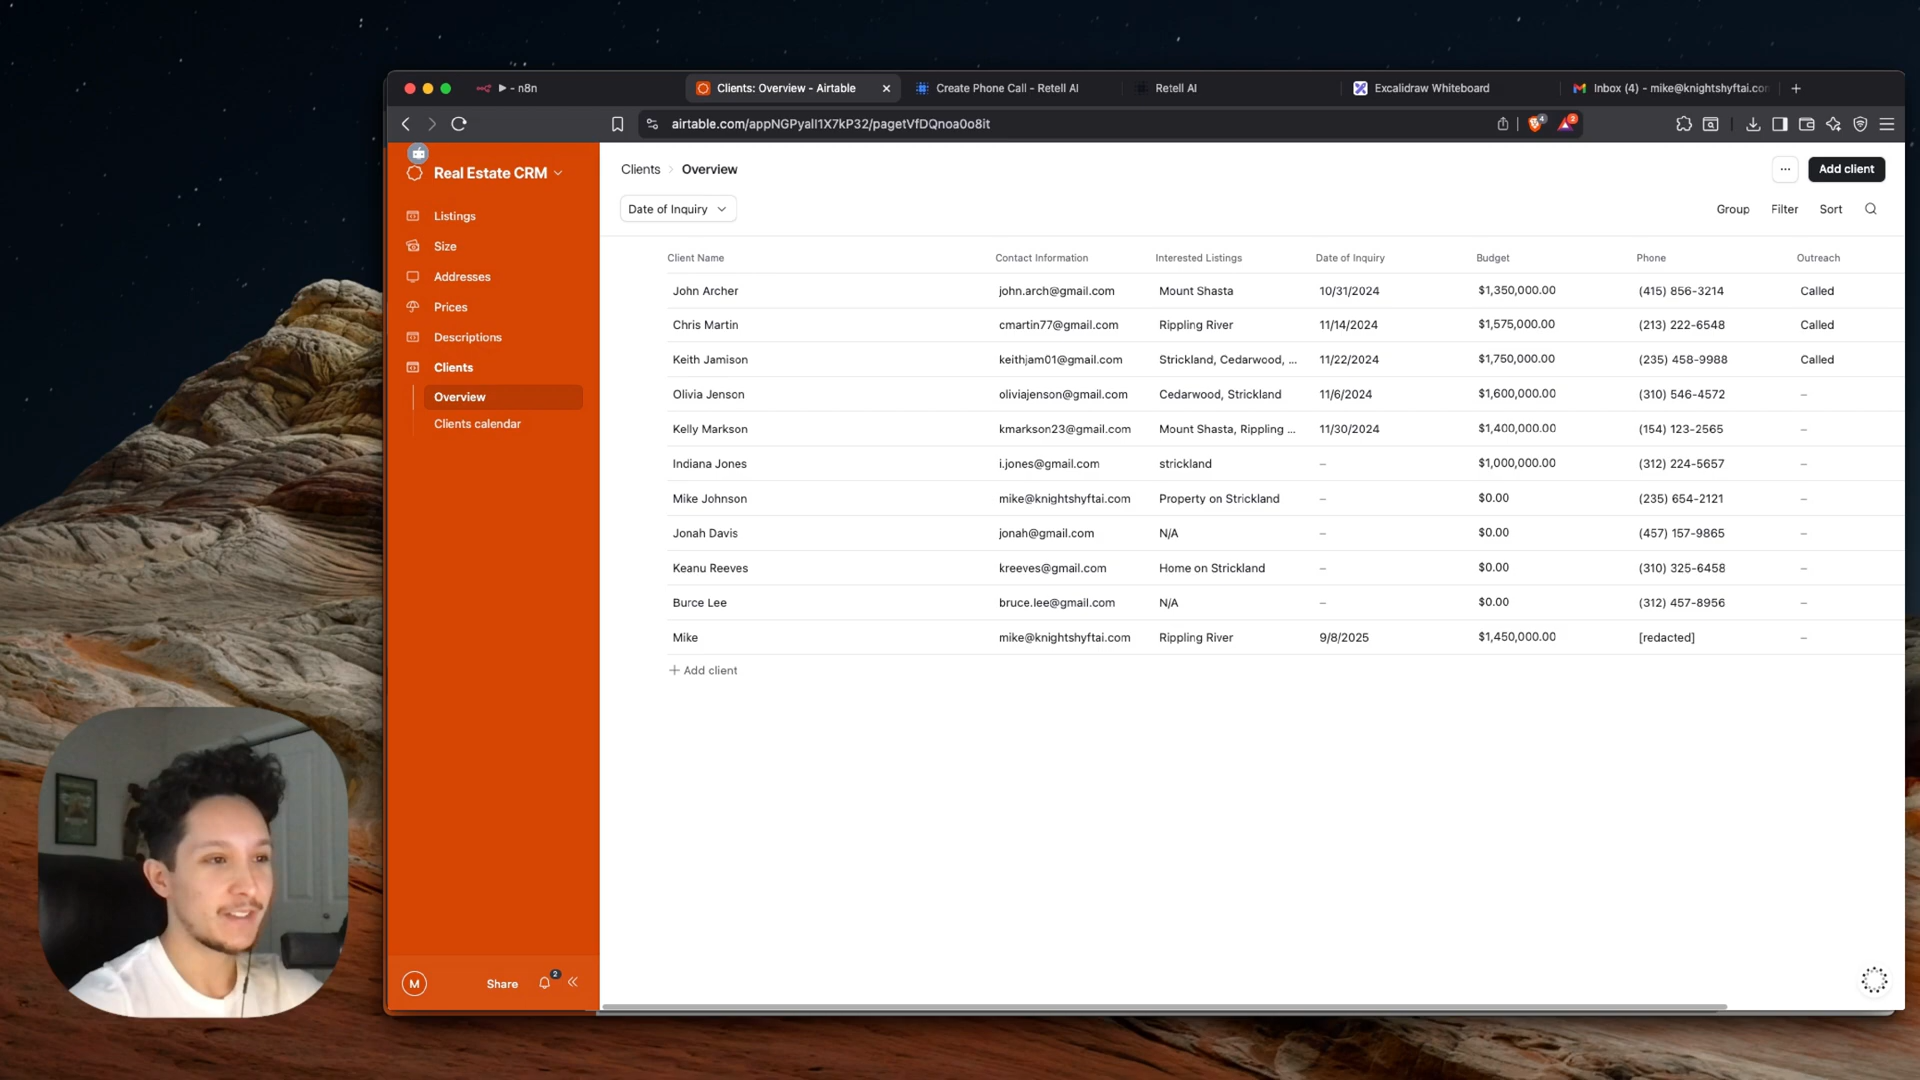 - n8n
Clients: Overview - Airtable
Create Phone Call - Retell AI
Retell AI
Excalidraw Whiteboard
Inbox (4) - mike@knightshyftai.con
airtable.com/appNGPyalI1X7kP32/pagetVfDQnoa0o8it
4
2
Real Estate CRM
Listings
Size
Addresses
Prices
Descriptions
Clients
Overview
Clients calendar
M
Share
2
Clients > Overview
...
Add client
Date of Inquiry
Group
Filter
Sort
Client Name Contact Information Interested Listings Date of Inquiry Budget Phone Outreach
John Archer john.arch@gmail.com Mount Shasta 10/31/2024 $1,350,000.00 (415) 856-3214 Called
Chris Martin cmartin77@gmail.com Rippling River 11/14/2024 $1,575,000.00 (213) 222-6548 Called
Keith Jamison keithjam01@gmail.com Strickland, Cedarwood, ... 11/22/2024 $1,750,000.00 (235) 458-9988 Called
Olivia Jenson oliviajenson@gmail.com Cedarwood, Strickland 11/6/2024 $1,600,000.00 (310) 546-4572 –
Kelly Markson kmarkson23@gmail.com Mount Shasta, Rippling ... 11/30/2024 $1,400,000.00 (154) 123-2565 –
Indiana Jones i.jones@gmail.com strickland – $1,000,000.00 (312) 224-5657 –
Mike Johnson mike@knightshyftai.com Property on Strickland – $0.00 (235) 654-2121 –
Jonah Davis jonah@gmail.com N/A – $0.00 (457) 157-9865 –
Keanu Reeves kreeves@gmail.com Home on Strickland – $0.00 (310) 325-6458 –
Burce Lee bruce.lee@gmail.com N/A – $0.00 (312) 457-8956 –
Mike mike@knightshyftai.com Rippling River 9/8/2025 $1,450,000.00 [redacted] –
+ Add client